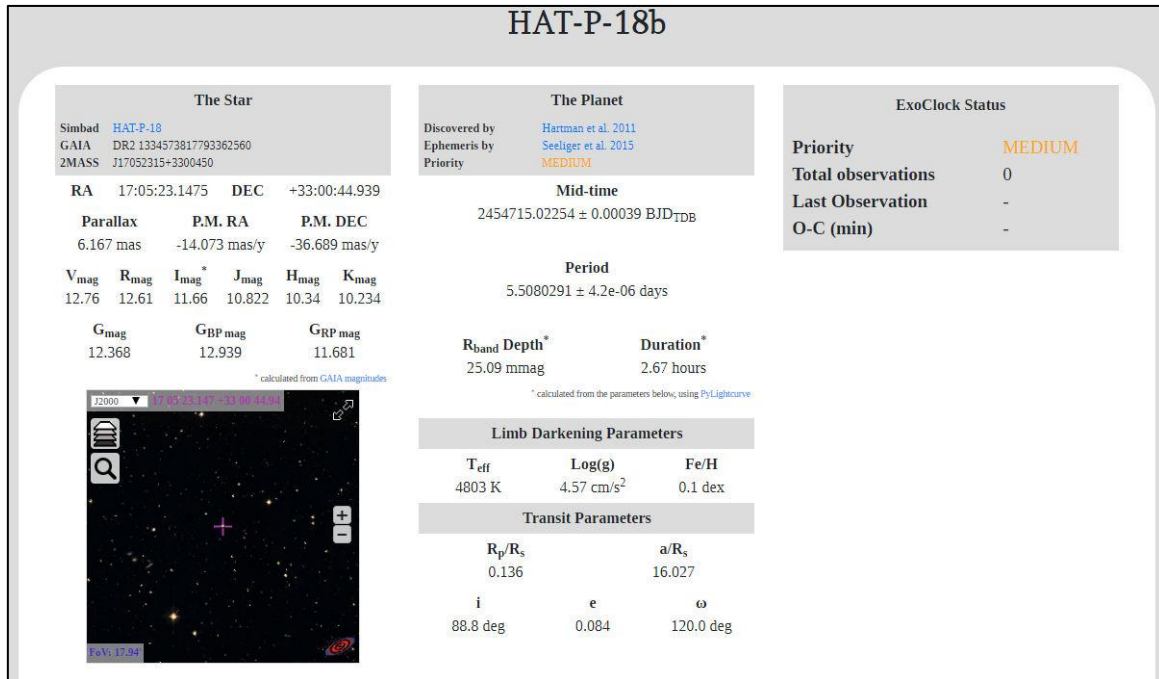 HAT-P-18b
The Star
Simbad HAT-P-18
GAIA DR2 1334573817793362560
2MASS J17052315+3300450
RA 17:05:23.1475 DEC +33:00:44.939
Parallax P.M. RA P.M. DEC
6.167 mas -14.073 mas/y -36.689 mas/y
Vmag Rmag Imag* Jmag Hmag Kmag
12.76 12.61 11.66 10.822 10.34 10.234
Gmag GBP mag GRP mag
12.368 12.939 11.681
* calculated from GAIA magnitudes
J2000 ▼ 17 05 23.147 +33 00 44.94
+
−
FoV: 17.94'
The Planet
Discovered by Hartman et al. 2011
Ephemeris by Seeliger et al. 2015
Priority MEDIUM
Mid-time
2454715.02254 ± 0.00039 BJDTDB
Period
5.5080291 ± 4.2e-06 days
Rband Depth* Duration*
25.09 mmag 2.67 hours
* calculated from the parameters below, using PyLightcurve
Limb Darkening Parameters
Teff Log(g) Fe/H
4803 K 4.57 cm/s² 0.1 dex
Transit Parameters
Rp/Rs a/Rs
0.136 16.027
i e ω
88.8 deg 0.084 120.0 deg
ExoClock Status
Priority MEDIUM
Total observations 0
Last Observation -
O-C (min) -